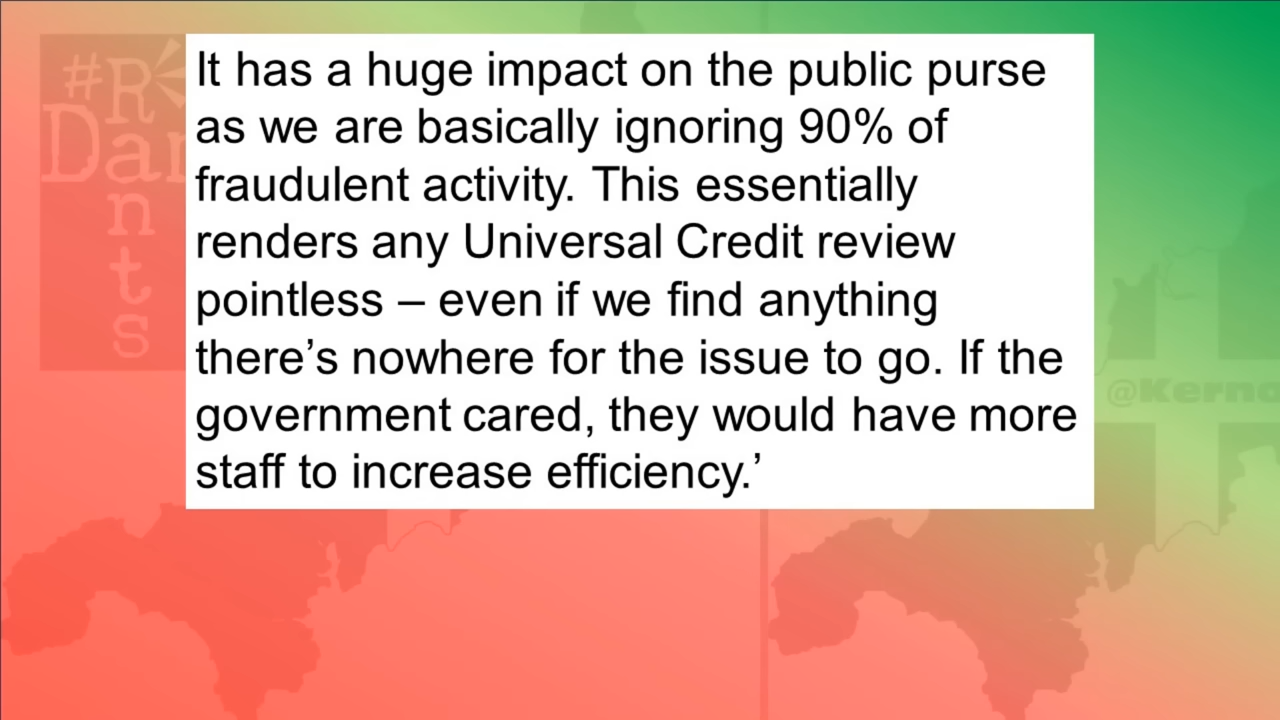 It has a huge impact on the public purse
as we are basically ignoring 90% of
fraudulent activity. This essentially
renders any Universal Credit review
pointless – even if we find anything
there’s nowhere for the issue to go. If the
government cared, they would have more
staff to increase efficiency.’
#R
Dan
n
t
s
@Kerno